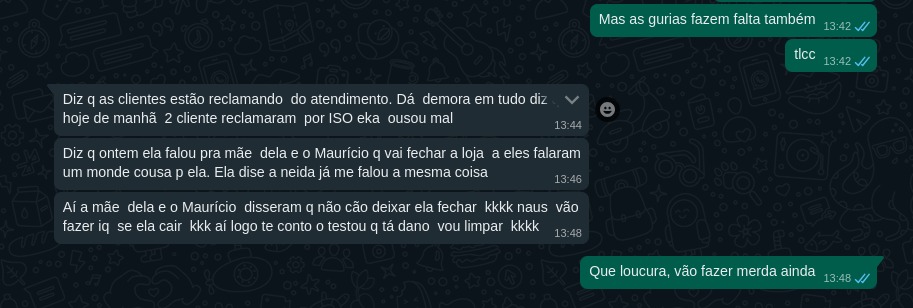 Mas as gurias fazem falta também 13:42
tlcc 13:42
Diz q as clientes estão reclamando do atendimento. Dá demora em tudo diz
hoje de manhã 2 cliente reclamaram por ISO eka ousou mal
13:44
Diz q ontem ela falou pra mãe dela e o Maurício q vai fechar a loja a eles falaram
um monde cousa p ela. Ela dise a neida já me falou a mesma coisa
13:46
Aí a mãe dela e o Maurício disseram q não cão deixar ela fechar kkkk naus vão
fazer iq se ela cair kkk aí logo te conto o testou q tá dano vou limpar kkkk
13:48
Que loucura, vão fazer merda ainda 13:48